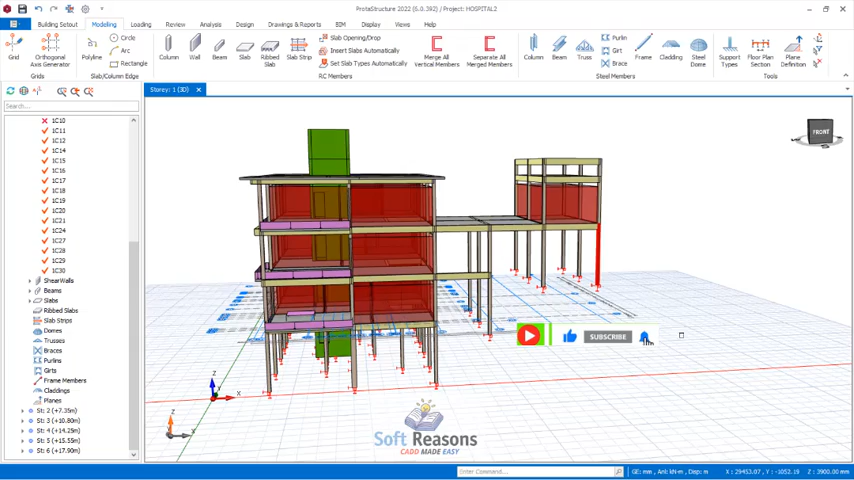 ProtaStructure 2022 (6.0.392) / Project: HOSPITAL2
Building Setout Modeling Loading Review Analysis Design Drawings & Reports BIM Display Views Help
Grid Orthogonal Axis Generator
Grids
Polyline Circle Arc Rectangle
Slab/Column Edge
Column Wall Beam Slab Ribbed Slab Slab Strip
Slab Opening/Drop
Insert Slabs Automatically
Set Slab Types Automatically
Merge All Vertical Members
Separate All Merged Members
RC Members
Column Beam Truss
Purlin
Girt
Brace
Frame Cladding Steel Dome
Steel Members
Support Types
Floor Plan Section
Plane Definition
Tools
Search...
Storey: 1 (3D)
1C10
1C11
1C12
1C14
1C15
1C16
1C17
1C18
1C19
1C20
1C21
1C24
1C27
1C28
1C29
1C30
ShearWalls
Beams
Slabs
Ribbed Slabs
Slab Strips
Domes
Trusses
Braces
Purlins
Girts
Frame Members
Claddings
Planes
St: 2 (+7.35m)
St: 3 (+10.80m)
St: 4 (+14.25m)
St: 5 (+15.55m)
St: 6 (+17.90m)
FRONT
SUBSCRIBE
Z
Y
X
Z
X
Soft Reasons
CADD MADE EASY
Enter Command...
GE: mm, Anl: kN-m , Disp: m
X : 29453.07 , Y : -1052.19 , Z: 3900.00 mm